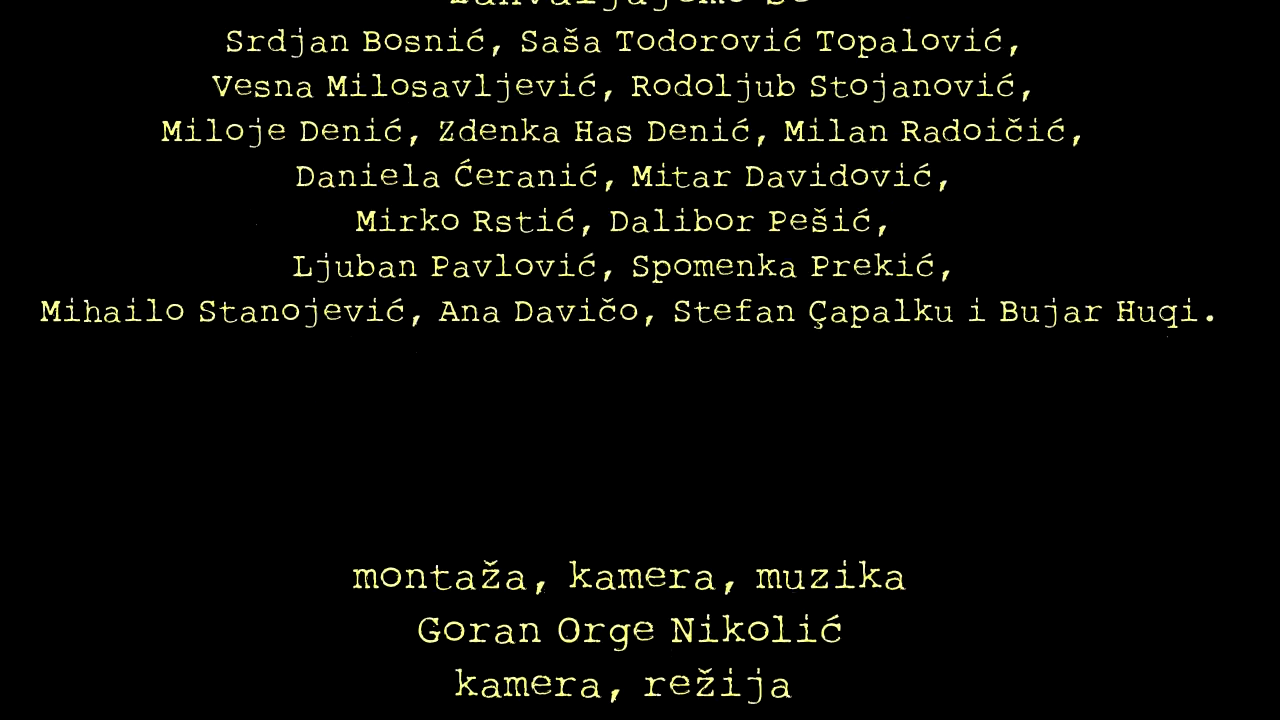 Zahvaljujemo se
Srdjan Bosnić, Saša Todorović Topalović,
Vesna Milosavljević, Rodoljub Stojanović,
Miloje Denić, Zdenka Has Denić, Milan Radoičić,
Daniela Ćeranić, Mitar Davidović,
Mirko Rstić, Dalibor Pešić,
Ljuban Pavlović, Spomenka Prekić,
Mihailo Stanojević, Ana Davičo, Stefan Çapalku i Bujar Huqi.
montaža, kamera, muzika
Goran Orge Nikolić
kamera, režija